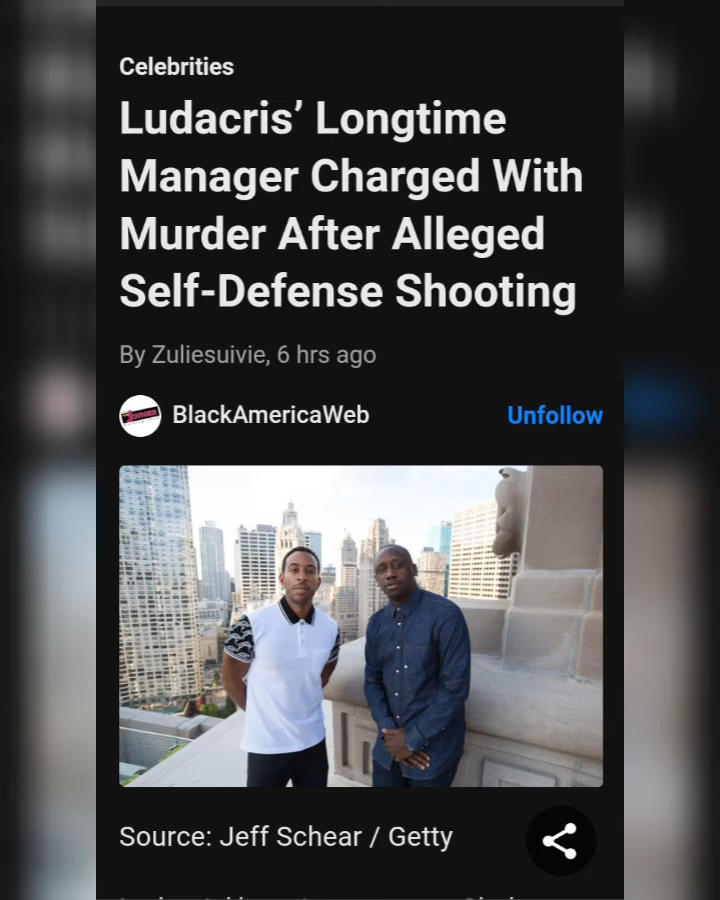 Celebrities
Ludacris’ Longtime
Manager Charged With
Murder After Alleged
Self-Defense Shooting
By Zuliesuivie, 6 hrs ago
BlackAmericaWeb
Unfollow
Source: Jeff Schear / Getty